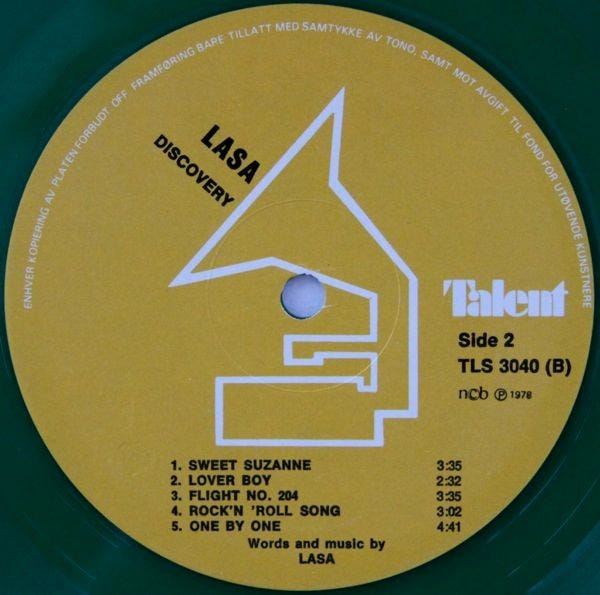 ENHVER KOPIERING AV PLATEN FORBUDT. OFF. FRAMFØRING BARE TILLATT MED SAMTYKKE AV TONO, SAMT MOT AVGIFT TIL FOND FOR UTØVENDE KUNSTNERE
LASA
DISCOVERY
Talent
Side 2
TLS 3040 (B)
ncb ℗ 1978
1. SWEET SUZANNE 3:35
2. LOVER BOY 2:32
3. FLIGHT NO. 204 3:35
4. ROCK'N 'ROLL SONG 3:02
5. ONE BY ONE 4:41
Words and music by
LASA